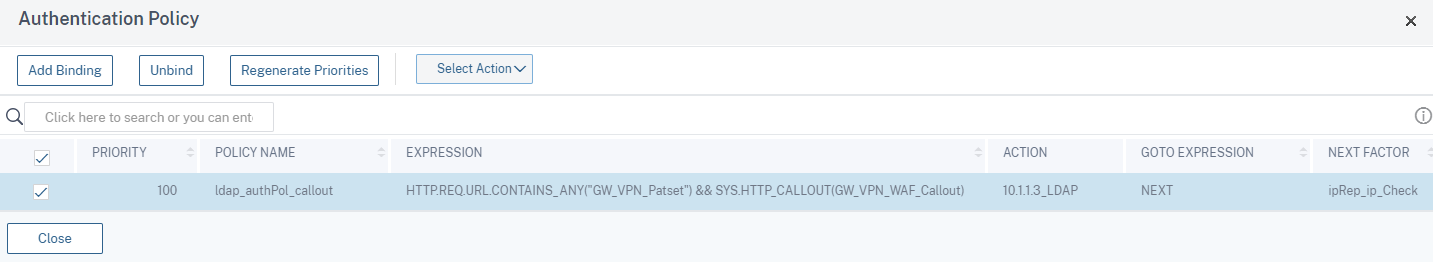 Authentication Policy
Add Binding Unbind Regenerate Priorities Select Action
Click here to search or you can ent
PRIORITY POLICY NAME EXPRESSION ACTION GOTO EXPRESSION NEXT FACTOR
100 ldap_authPol_callout HTTP.REQ.URL.CONTAINS_ANY("GW_VPN_Patset") && SYS.HTTP_CALLOUT(GW_VPN_WAF_Callout) 10.1.1.3_LDAP NEXT ipRep_ip_Check
Close